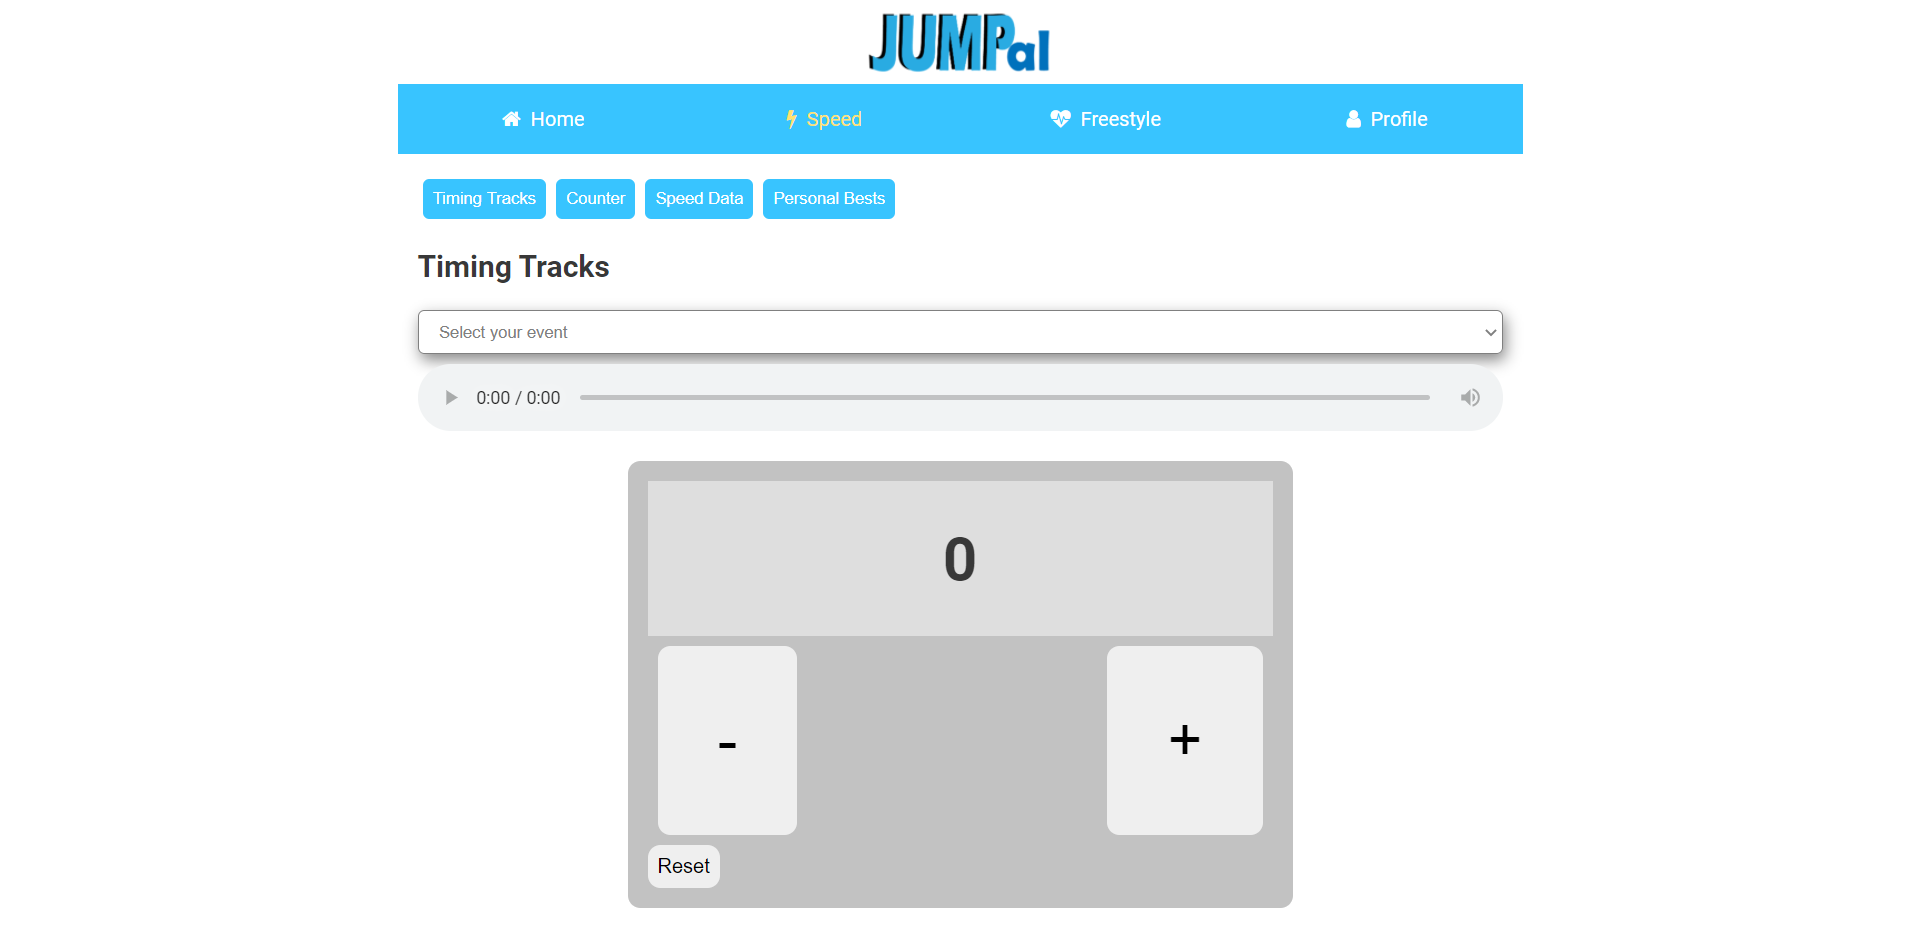 JUMPal
Home Speed Freestyle Profile
Timing Tracks Counter Speed Data Personal Bests
Timing Tracks
Select your event
0:00 / 0:00
0
- +
Reset